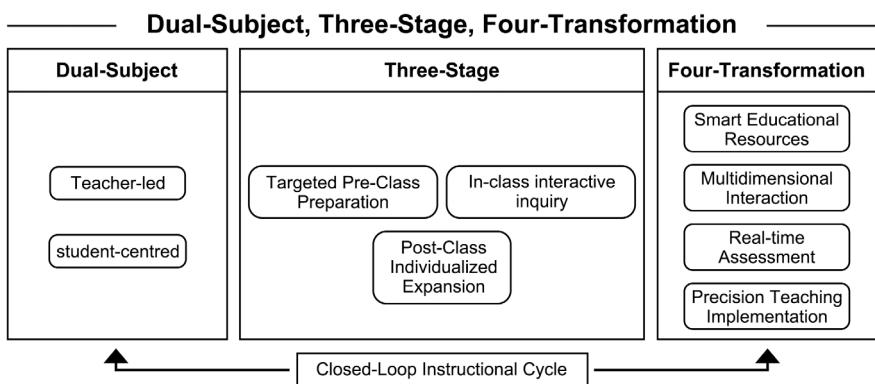 Dual-Subject, Three-Stage, Four-Transformation
Dual-Subject
Teacher-led
student-centred
Three-Stage
Targeted Pre-Class
Preparation
In-class interactive
inquiry
Post-Class
Individualized
Expansion
Four-Transformation
Smart Educational
Resources
Multidimensional
Interaction
Real-time
Assessment
Precision Teaching
Implementation
Closed-Loop Instructional Cycle